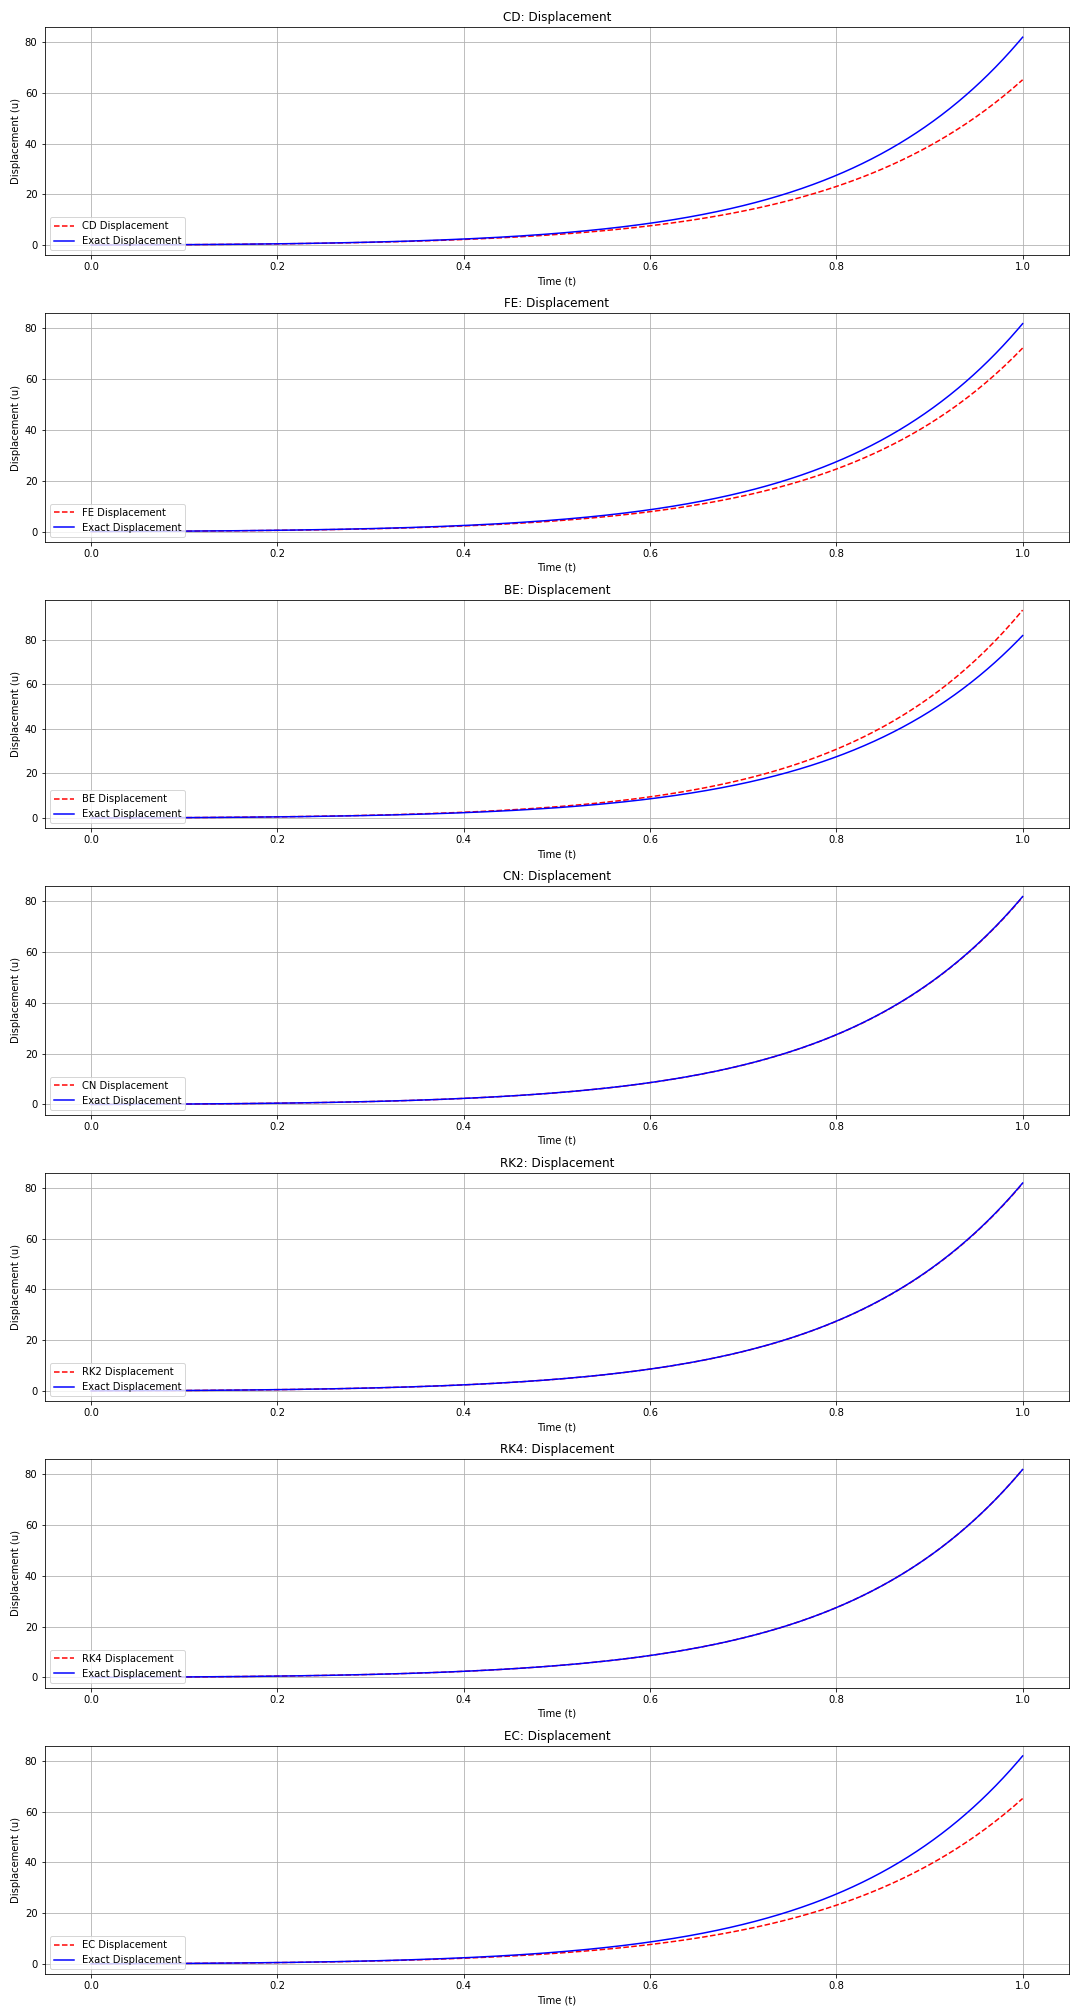 CD: Displacement
80
60
40
20
0
Displacement (u)
CD Displacement
Exact Displacement
0.0 0.2 0.4 0.6 0.8 1.0
Time (t)
FE: Displacement
80
60
40
20
0
Displacement (u)
FE Displacement
Exact Displacement
0.0 0.2 0.4 0.6 0.8 1.0
Time (t)
BE: Displacement
80
60
40
20
0
Displacement (u)
BE Displacement
Exact Displacement
0.0 0.2 0.4 0.6 0.8 1.0
Time (t)
CN: Displacement
80
60
40
20
0
Displacement (u)
CN Displacement
Exact Displacement
0.0 0.2 0.4 0.6 0.8 1.0
Time (t)
RK2: Displacement
80
60
40
20
0
Displacement (u)
RK2 Displacement
Exact Displacement
0.0 0.2 0.4 0.6 0.8 1.0
Time (t)
RK4: Displacement
80
60
40
20
0
Displacement (u)
RK4 Displacement
Exact Displacement
0.0 0.2 0.4 0.6 0.8 1.0
Time (t)
EC: Displacement
80
60
40
20
0
Displacement (u)
EC Displacement
Exact Displacement
0.0 0.2 0.4 0.6 0.8 1.0
Time (t)